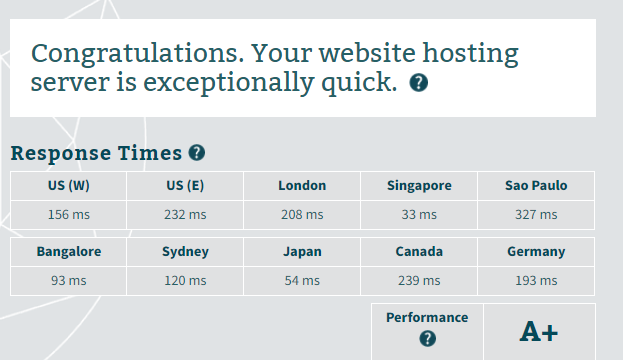 Congratulations. Your website hosting
server is exceptionally quick. ?
Response Times ?
US (W) US (E) London Singapore Sao Paulo
156 ms 232 ms 208 ms 33 ms 327 ms
Bangalore Sydney Japan Canada Germany
93 ms 120 ms 54 ms 239 ms 193 ms
Performance
?
A+